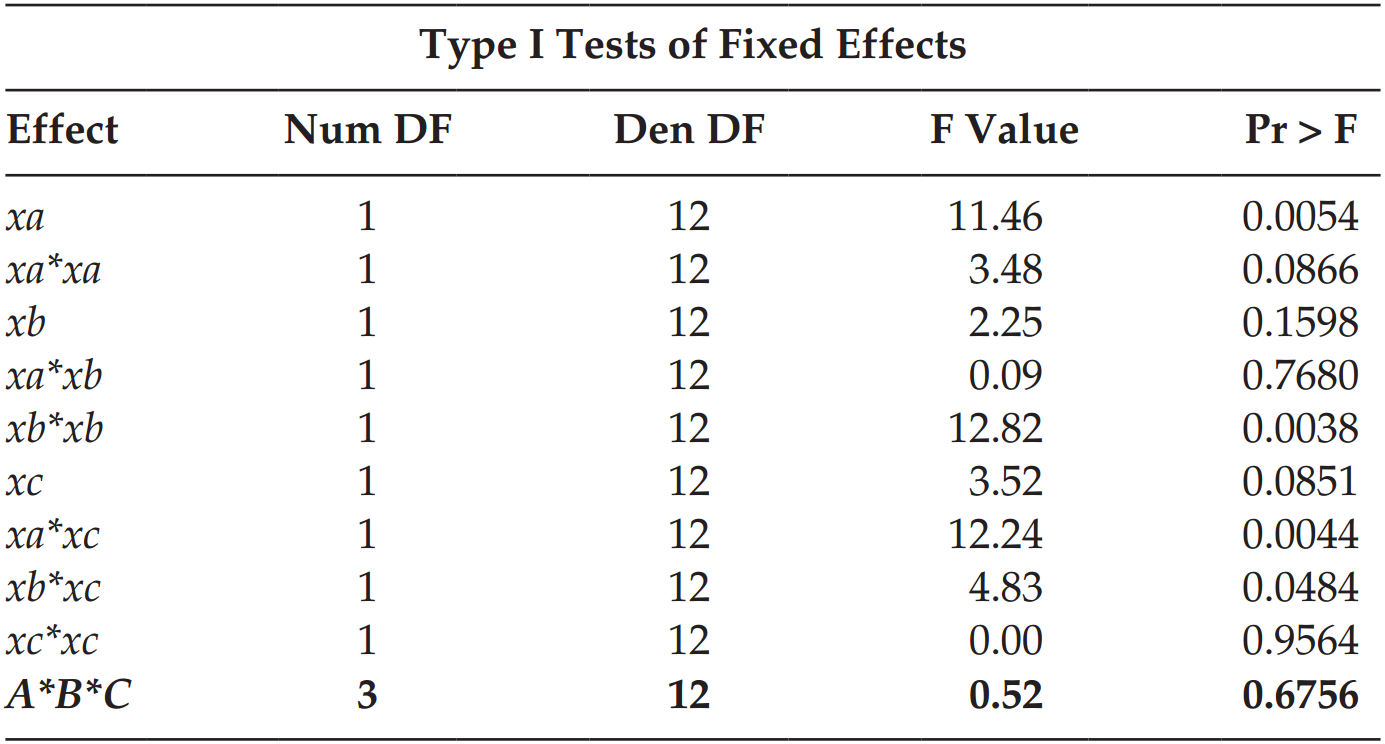 Type I Tests of Fixed Effects
Effect Num DF Den DF F Value Pr > F
xa 1 12 11.46 0.0054
xa*xa 1 12 3.48 0.0866
xb 1 12 2.25 0.1598
xa*xb 1 12 0.09 0.7680
xb*xb 1 12 12.82 0.0038
xc 1 12 3.52 0.0851
xa*xc 1 12 12.24 0.0044
xb*xc 1 12 4.83 0.0484
xc*xc 1 12 0.00 0.9564
A*B*C 3 12 0.52 0.6756